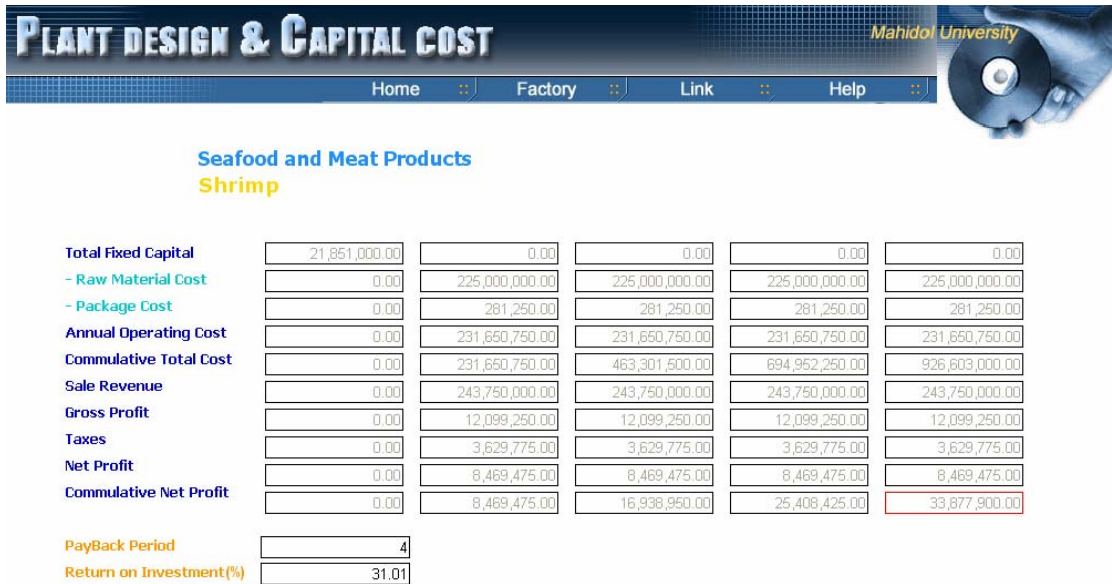 PLANT DESIGN & CAPITAL COST
Mahidol University
Home :: Factory :: Link :: Help ::
Seafood and Meat Products
Shrimp
Total Fixed Capital 21,851,000.00 0.00 0.00 0.00 0.00
- Raw Material Cost 0.00 225,000,000.00 225,000,000.00 225,000,000.00 225,000,000.00
- Package Cost 0.00 281,250.00 281,250.00 281,250.00 281,250.00
Annual Operating Cost 0.00 231,650,750.00 231,650,750.00 231,650,750.00 231,650,750.00
Commulative Total Cost 0.00 231,650,750.00 463,301,500.00 694,952,250.00 926,603,000.00
Sale Revenue 0.00 243,750,000.00 243,750,000.00 243,750,000.00 243,750,000.00
Gross Profit 0.00 12,099,250.00 12,099,250.00 12,099,250.00 12,099,250.00
Taxes 0.00 3,629,775.00 3,629,775.00 3,629,775.00 3,629,775.00
Net Profit 0.00 8,469,475.00 8,469,475.00 8,469,475.00 8,469,475.00
Commulative Net Profit 0.00 8,469,475.00 16,938,950.00 25,408,425.00 33,877,900.00
PayBack Period 4
Return on Investment(%) 31.01